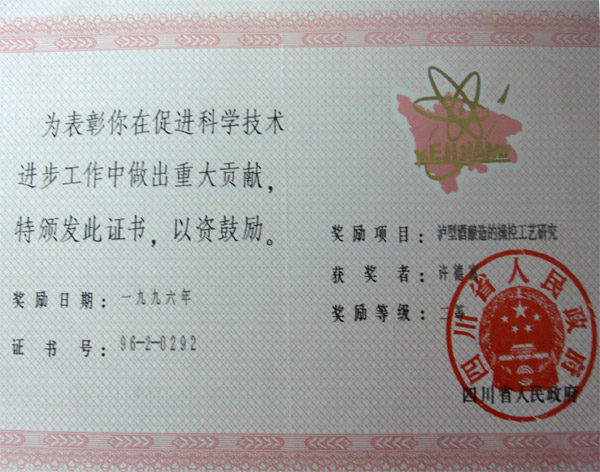 为表彰你在促进科学技术
进步工作中做出重大贡献，
特颁发此证书，以资鼓励。
奖励日期：一九九六年
证书号：96-2-0292
KEJIJIANG
奖励项目：泸型酒酿造的操控工艺研究
获奖者：许德
奖励等级：二等
四川省人民政府
四川省人民政府